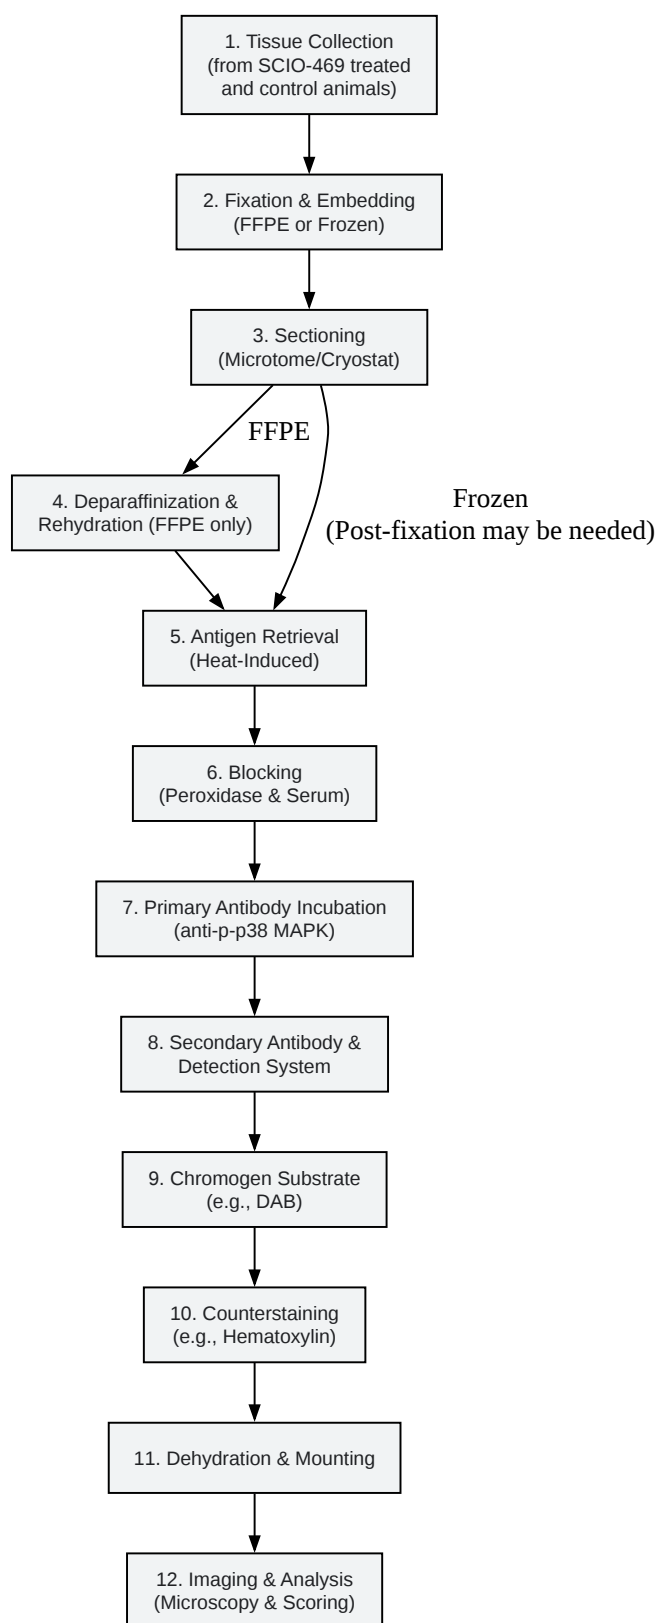 1. Tissue Collection
(from SCIO-469 treated
and control animals)
2. Fixation & Embedding
(FFPE or Frozen)
3. Sectioning
(Microtome/Cryostat)
FFPE
4. Deparaffinization &
Rehydration (FFPE only)
Frozen
(Post-fixation may be needed)
5. Antigen Retrieval
(Heat-Induced)
6. Blocking
(Peroxidase & Serum)
7. Primary Antibody Incubation
(anti-p-p38 MAPK)
8. Secondary Antibody &
Detection System
9. Chromogen Substrate
(e.g., DAB)
10. Counterstaining
(e.g., Hematoxylin)
11. Dehydration & Mounting
12. Imaging & Analysis
(Microscopy & Scoring)